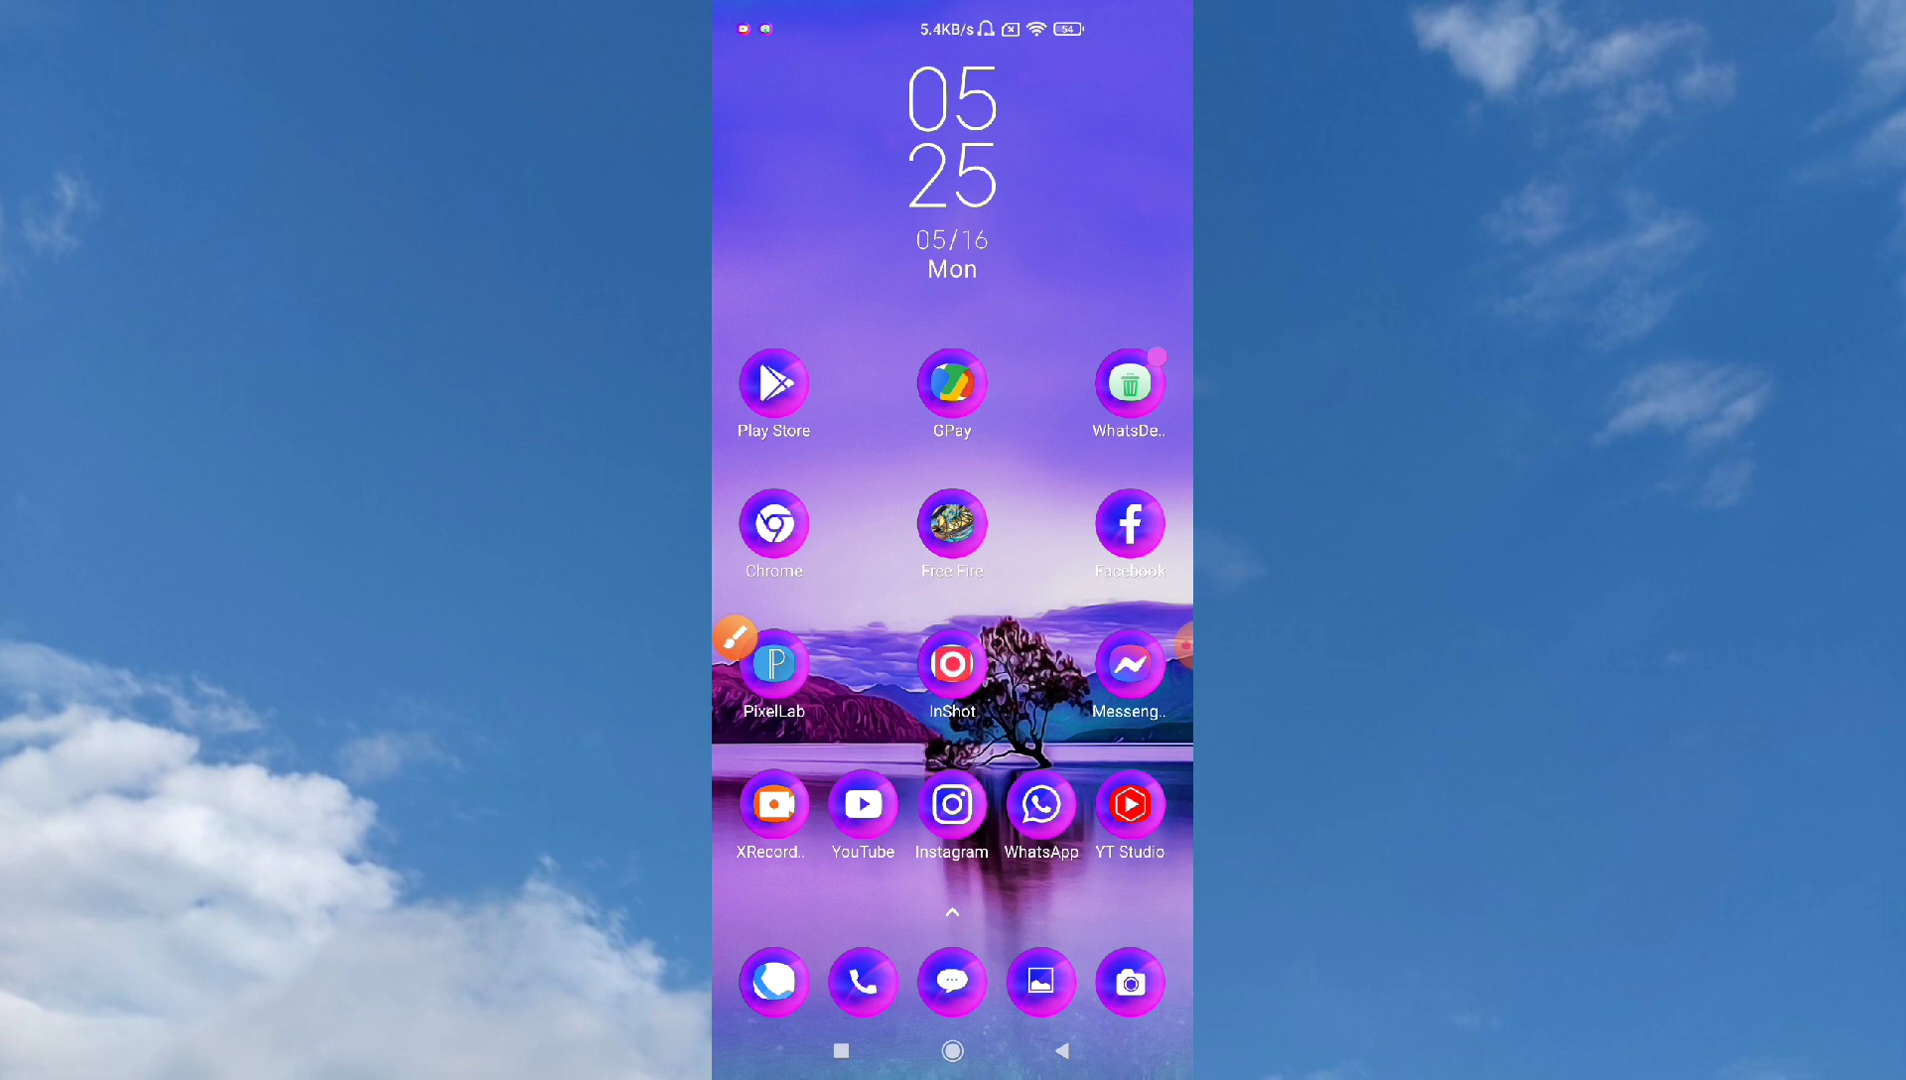 5.4KB/s 54
05
25
05/16
Mon
Play Store GPay WhatsDe..
Chrome Free Fire Facebook
PixelLab InShot Messeng..
XRecord.. YouTube Instagram WhatsApp YT Studio